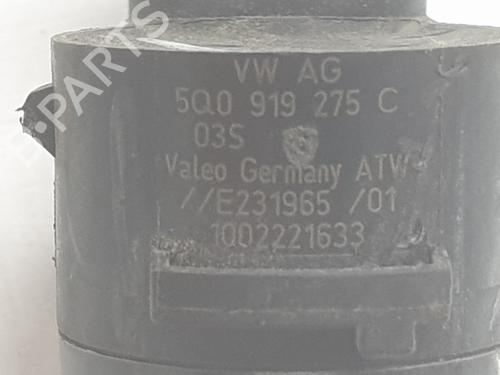 VW AG
5Q0 919 275 C
03S
Valeo Germany ATW
//E231965 /01
1002221633
B-PARTS